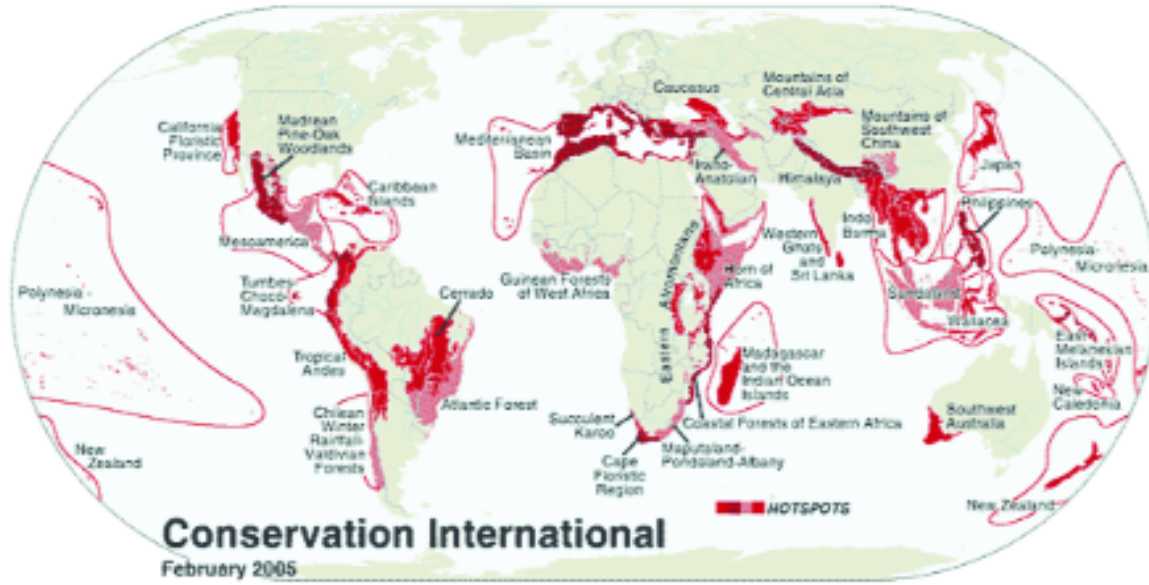 California
Floristic
Province
Madrean
Pine-Oak
Woodlands
Caribbean
Islands
Mesoamerica
Polynesia -
Micronesia
Tumbes-
Choco-
Magdalena
Cerrado
Tropical
Andes
Atlantic Forest
Chilean
Winter
Rainfall-
Valdivian
Forests
New
Zealand
Mediterranean
Basin
Caucasus
Irano-
Anatolian
Mountains of
Central Asia
Mountains of
Southwest
China
Himalaya
Japan
Philippines
Indo-
Burma
Western
Ghats
and
Sri Lanka
Guinean Forests
of West Africa
Horn of
Africa
Eastern Afromontane
Sundaland
Wallacea
Polynesia-
Micronesia
East
Melanesian
Islands
New
Caledonia
Madagascar
and the
Indian Ocean
Islands
Southwest
Australia
Succulent
Karoo
Coastal Forests of Eastern Africa
Maputaland-
Pondoland-Albany
Cape
Floristic
Region
New Zealand
HOTSPOTS
Conservation International
February 2005